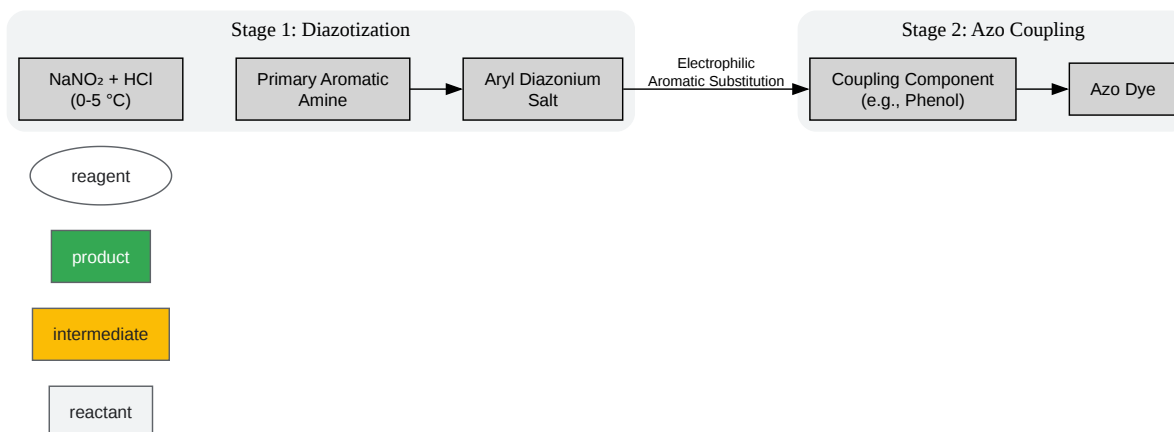 Stage 1: Diazotization
NaNO₂ + HCl
(0-5 °C)
Primary Aromatic
Amine
Aryl Diazonium
Salt
Electrophilic
Aromatic Substitution
Stage 2: Azo Coupling
Coupling Component
(e.g., Phenol)
Azo Dye
reagent
product
intermediate
reactant